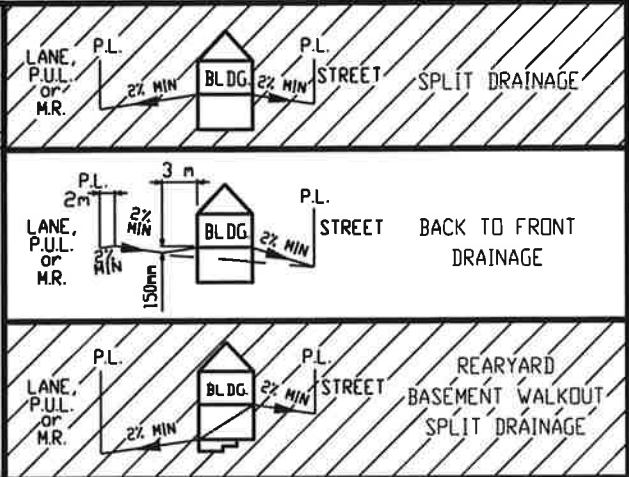 P.L.
P.L.
LANE,
P.U.L.
or
M.R.
2% MIN
BLDG.
2% MIN
STREET
SPLIT DRAINAGE
3 m
P.L.
2m
2%
MIN
P.L.
LANE,
P.U.L.
or
M.R.
2%
MIN
150mm
BLDG
2% MIN
STREET
BACK TO FRONT
DRAINAGE
P.L.
P.L.
LANE,
P.U.L.
or
M.R.
2% MIN
BLDG.
2% MIN
STREET
REARYARD
BASEMENT WALKOUT
SPLIT DRAINAGE